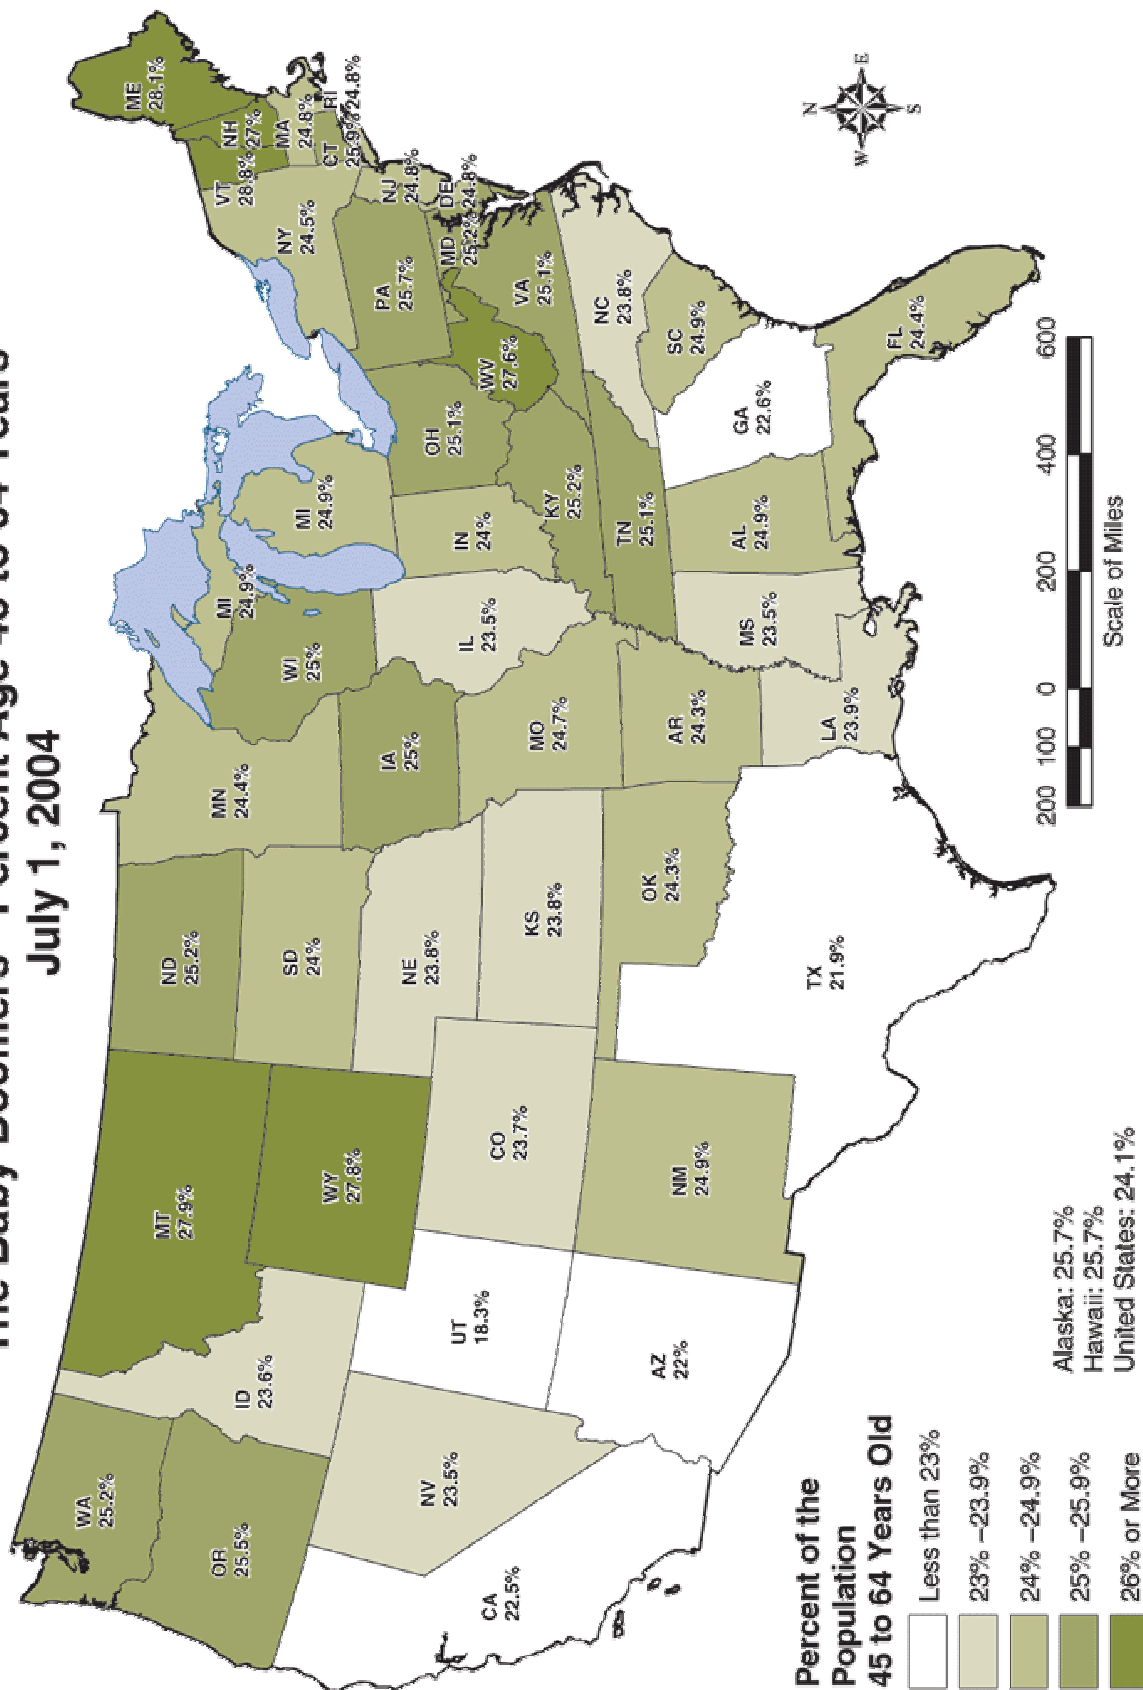 The Baby Boomers - Percent Age 45 to 64 Years
July 1, 2004
WA
25.2%
OR
25.5%
CA
22.5%
NV
23.5%
ID
23.6%
MT
27.9%
WY
27.8%
UT
18.3%
AZ
22%
CO
23.7%
NM
24.9%
ND
25.2%
SD
24%
NE
23.8%
KS
23.8%
OK
24.3%
TX
21.9%
MN
24.4%
IA
25%
MO
24.7%
AR
24.3%
LA
23.9%
WI
25%
IL
23.5%
MS
23.5%
MI
24.9%
MI
24.9%
IN
24%
KY
25.2%
TN
25.1%
AL
24.9%
OH
25.1%
WV
27.6%
GA
22.6%
FL
24.4%
SC
24.9%
NC
23.8%
VA
25.1%
PA
25.7%
NY
24.5%
MD
25.2%
DE
24.8%
NJ
24.8%
VT
28.8%
NH
27%
ME
28.1%
MA
24.8%
CT
25.9%
RI
24.8%
N
W
E
S
Percent of the
Population
45 to 64 Years Old
Less than 23%
23% –23.9%
24% –24.9%
25% –25.9%
26% or More
Alaska: 25.7%
Hawaii: 25.7%
United States: 24.1%
200 100 0 200 400 600
Scale of Miles